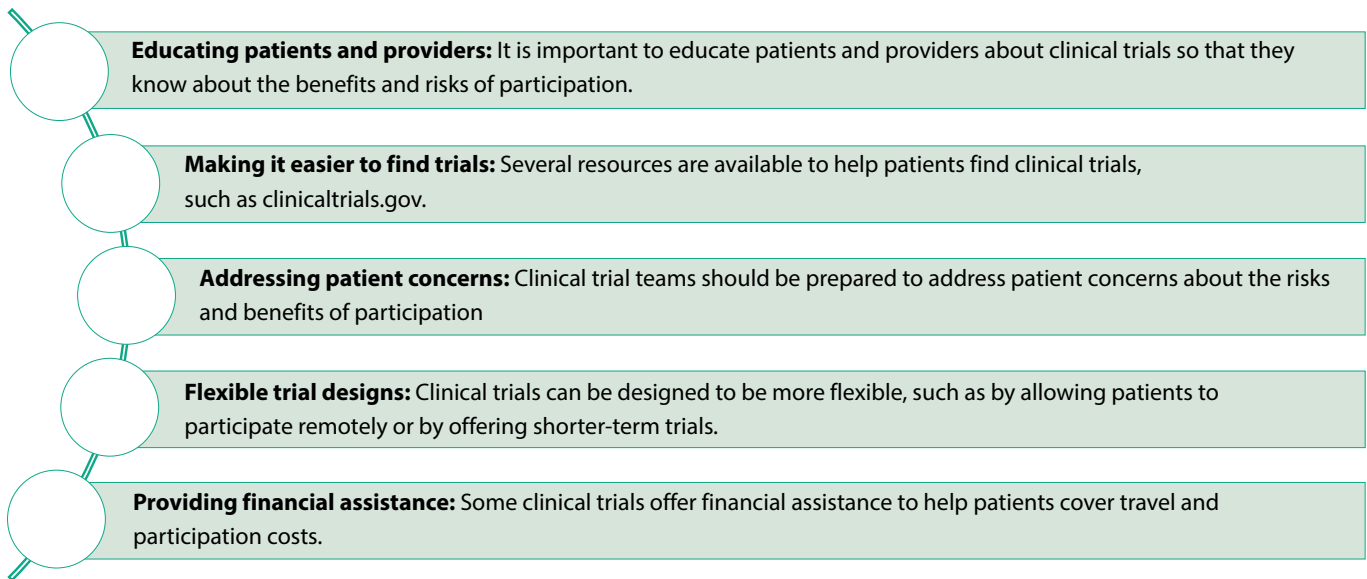 Educating patients and providers: It is important to educate patients and providers about clinical trials so that they
know about the benefits and risks of participation.
Making it easier to find trials: Several resources are available to help patients find clinical trials,
such as clinicaltrials.gov.
Addressing patient concerns: Clinical trial teams should be prepared to address patient concerns about the risks
and benefits of participation
Flexible trial designs: Clinical trials can be designed to be more flexible, such as by allowing patients to
participate remotely or by offering shorter-term trials.
Providing financial assistance: Some clinical trials offer financial assistance to help patients cover travel and
participation costs.